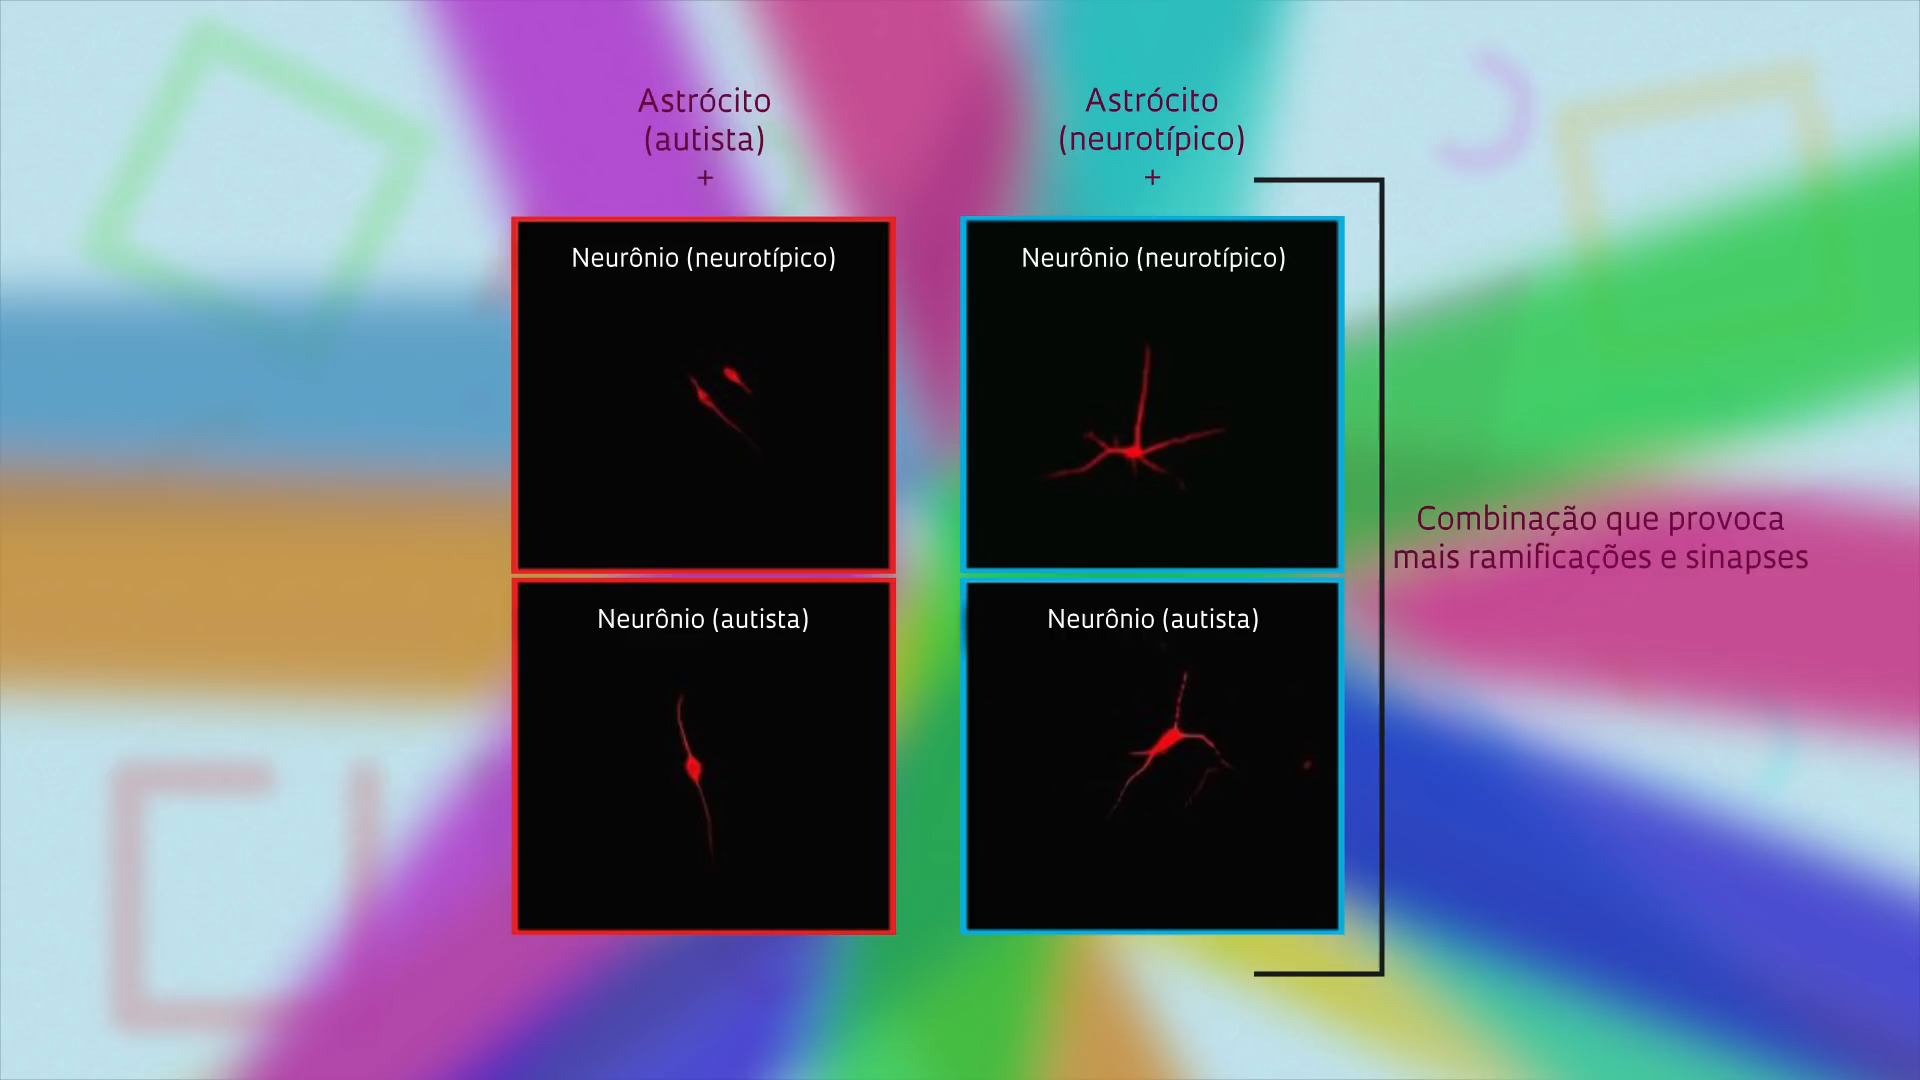 Astrócito
(autista)
+
Neurônio (neurotípico)
Neurônio (autista)
Astrócito
(neurotípico)
+
Neurônio (neurotípico)
Neurônio (autista)
Combinação que provoca
mais ramificações e sinapses